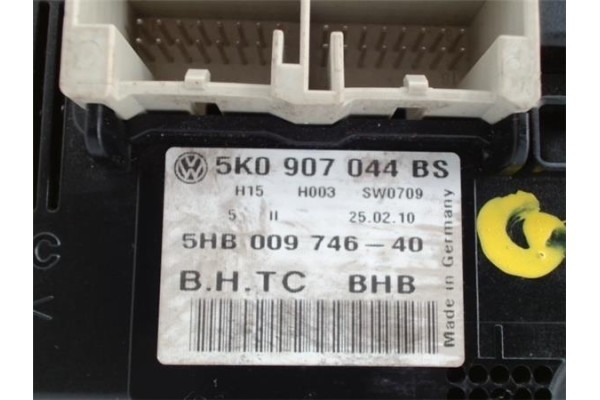 5K0 907 044 BS
H15 H003 SW0709
5 II 25.02.10
5HB 009 746-40
B.H.TC BHB
Made in Germany